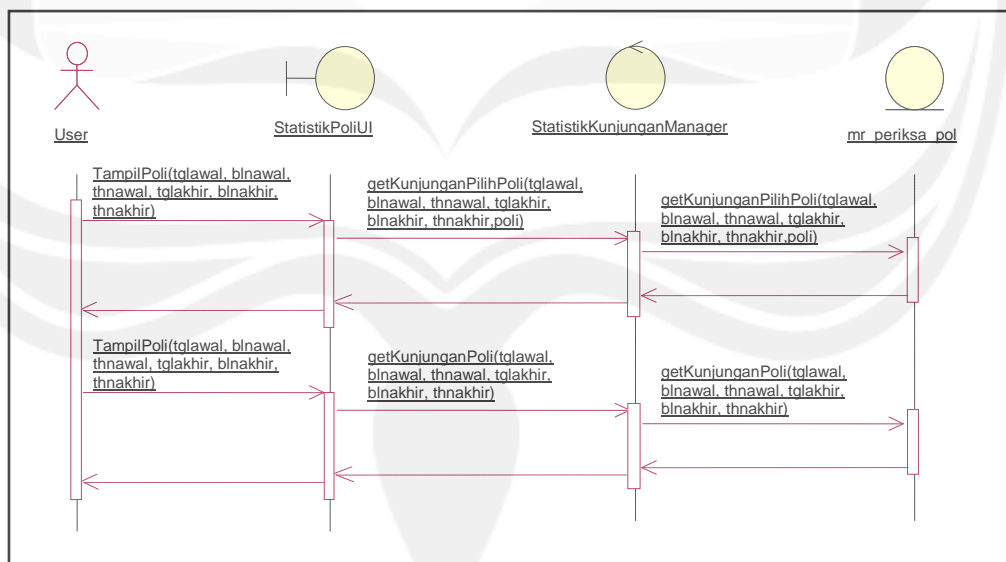 User
StatistikPoliUI
StatistikKunjunganManager
mr_periksa_pol
TampilPoli(tglawal, blnawal,
thnawal, tglakhir, blnakhir,
thnakhir)
getKunjunganPilihPoli(tglawal,
blnawal, thnawal, tglakhir,
blnakhir, thnakhir,poli)
getKunjunganPilihPoli(tglawal,
blnawal, thnawal, tglakhir,
blnakhir, thnakhir,poli)
TampilPoli(tglawal, blnawal,
thnawal, tglakhir, blnakhir,
thnakhir)
getKunjunganPoli(tglawal,
blnawal, thnawal, tglakhir,
blnakhir, thnakhir)
getKunjunganPoli(tglawal,
blnawal, thnawal, tglakhir,
blnakhir, thnakhir)